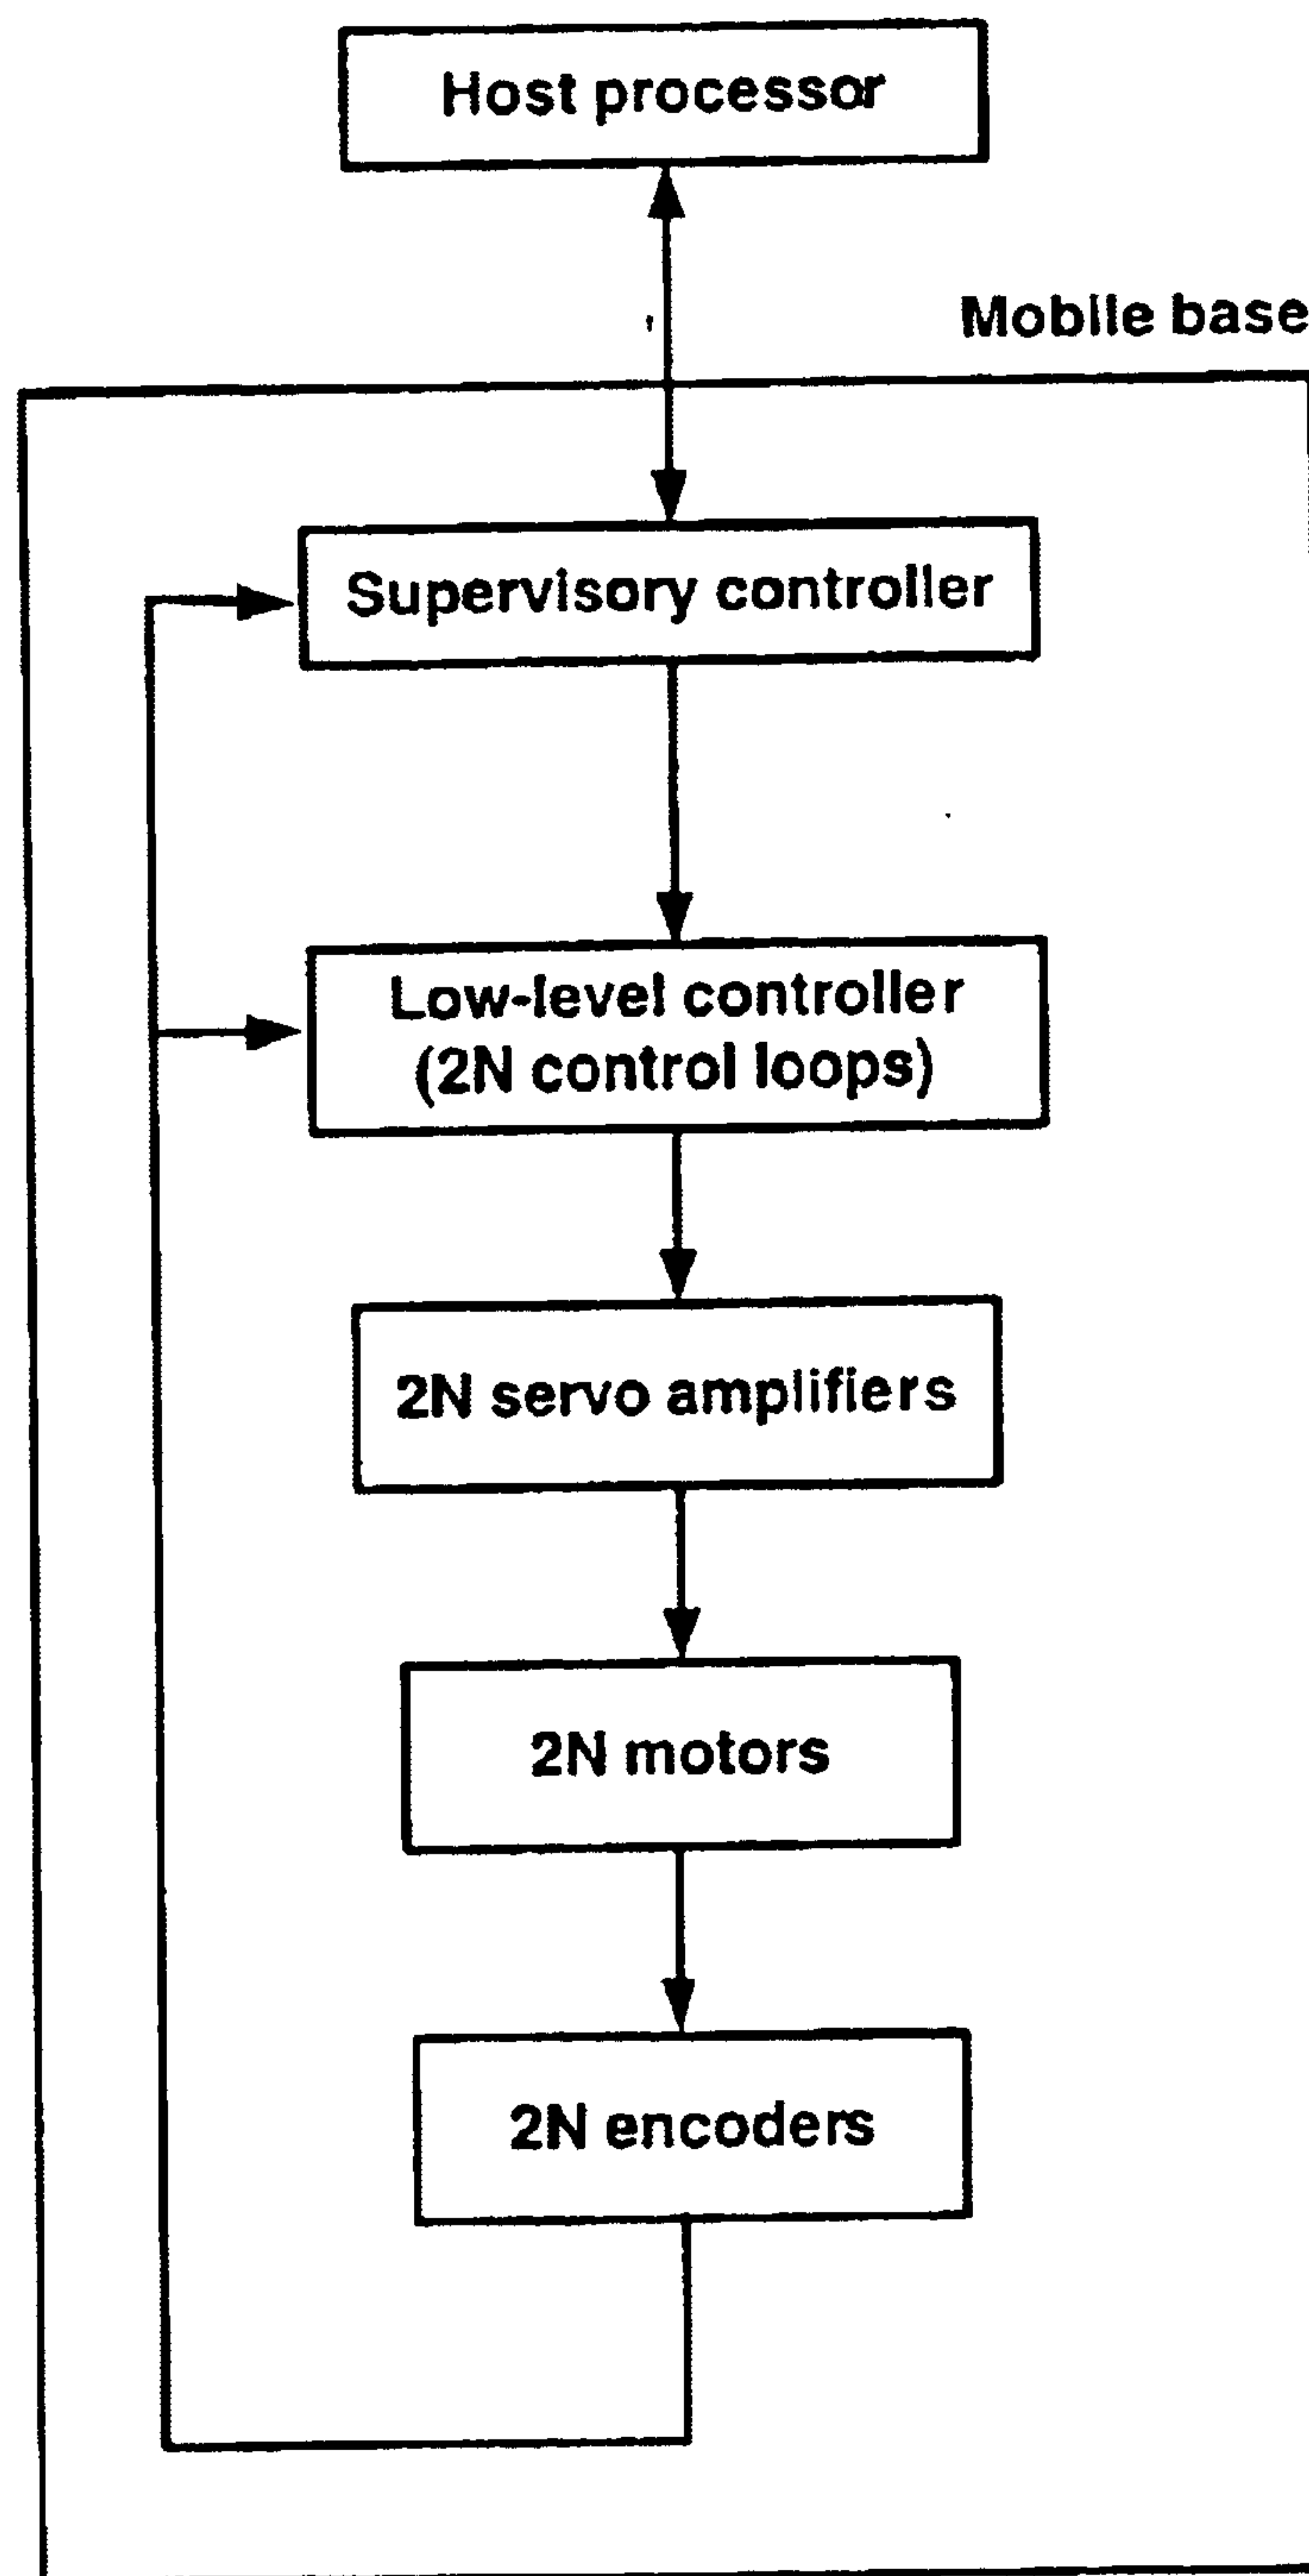 Host processor
Mobile base
Supervisory controller
Low-level controller
(2N control loops)
2N servo amplifiers
2N motors
2N encoders